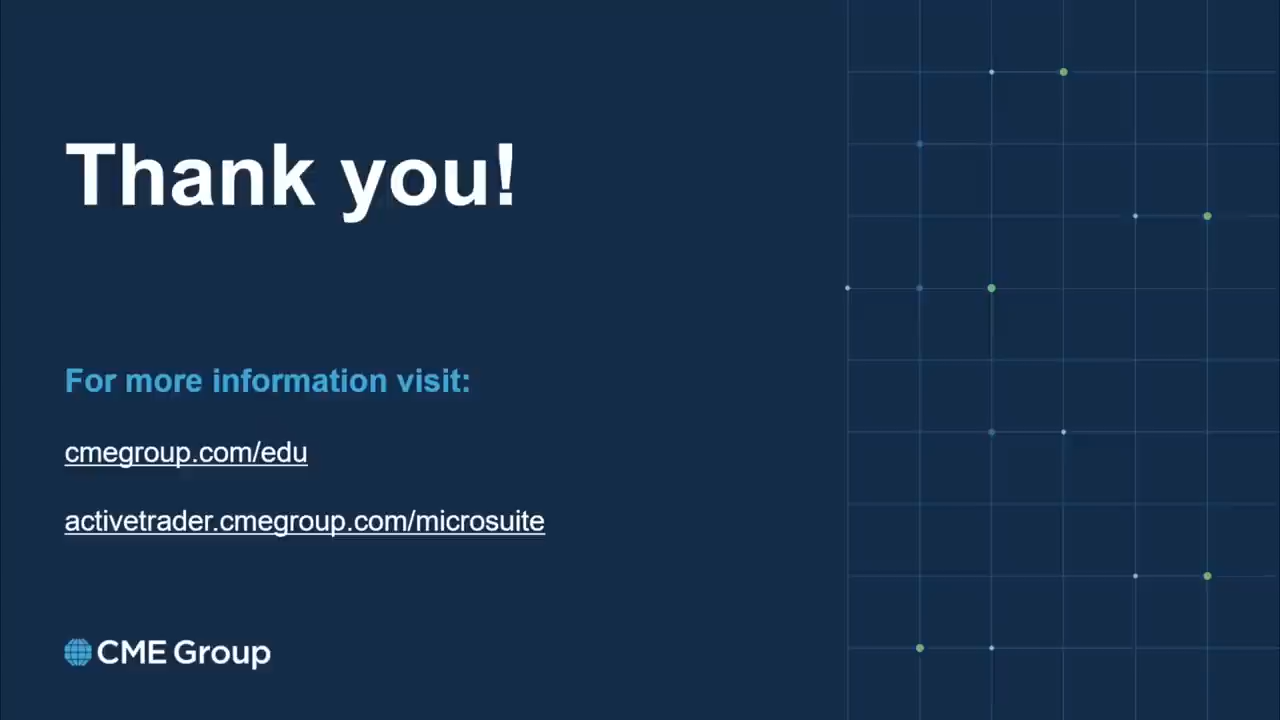 Thank you!
For more information visit:
cmegroup.com/edu
activetrader.cmegroup.com/microsuite
CME Group